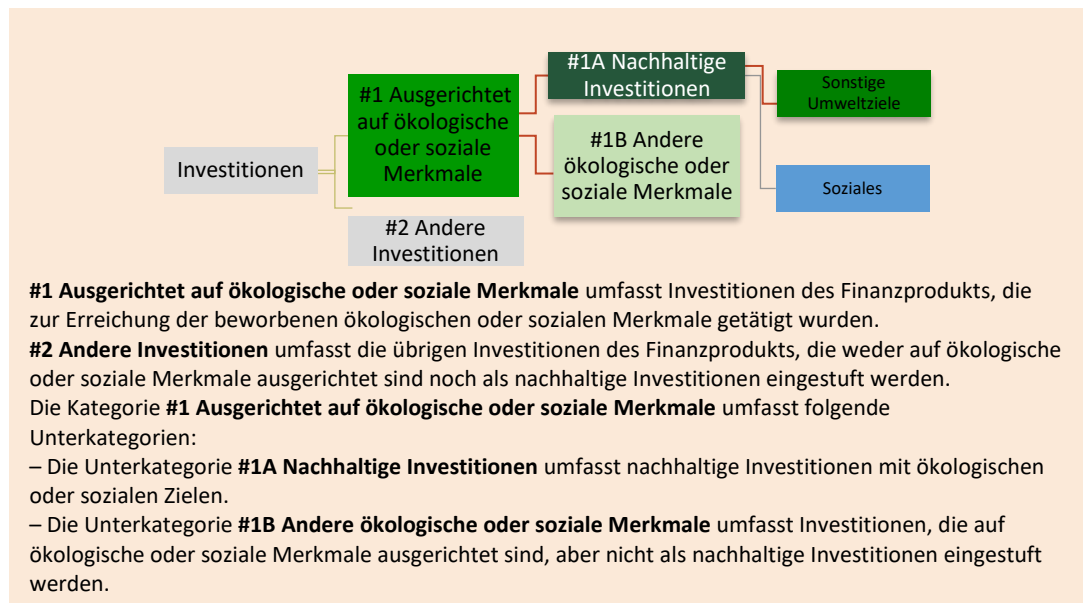 Investitionen
#1 Ausgerichtet
auf ökologische
oder soziale
Merkmale
#2 Andere
Investitionen
#1A Nachhaltige
Investitionen
#1B Andere
ökologische oder
soziale Merkmale
Sonstige
Umweltziele
Soziales
#1 Ausgerichtet auf ökologische oder soziale Merkmale umfasst Investitionen des Finanzprodukts, die
zur Erreichung der beworbenen ökologischen oder sozialen Merkmale getätigt wurden.
#2 Andere Investitionen umfasst die übrigen Investitionen des Finanzprodukts, die weder auf ökologische
oder soziale Merkmale ausgerichtet sind noch als nachhaltige Investitionen eingestuft werden.
Die Kategorie #1 Ausgerichtet auf ökologische oder soziale Merkmale umfasst folgende
Unterkategorien:
– Die Unterkategorie #1A Nachhaltige Investitionen umfasst nachhaltige Investitionen mit ökologischen
oder sozialen Zielen.
– Die Unterkategorie #1B Andere ökologische oder soziale Merkmale umfasst Investitionen, die auf
ökologische oder soziale Merkmale ausgerichtet sind, aber nicht als nachhaltige Investitionen eingestuft
werden.